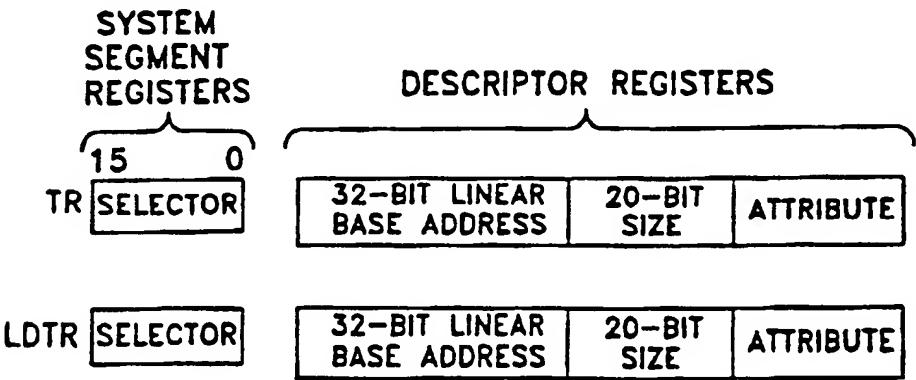 SYSTEM
SEGMENT
REGISTERS
DESCRIPTOR REGISTERS
15 0
TR SELECTOR 32-BIT LINEAR BASE ADDRESS 20-BIT SIZE ATTRIBUTE
LDTR SELECTOR 32-BIT LINEAR BASE ADDRESS 20-BIT SIZE ATTRIBUTE